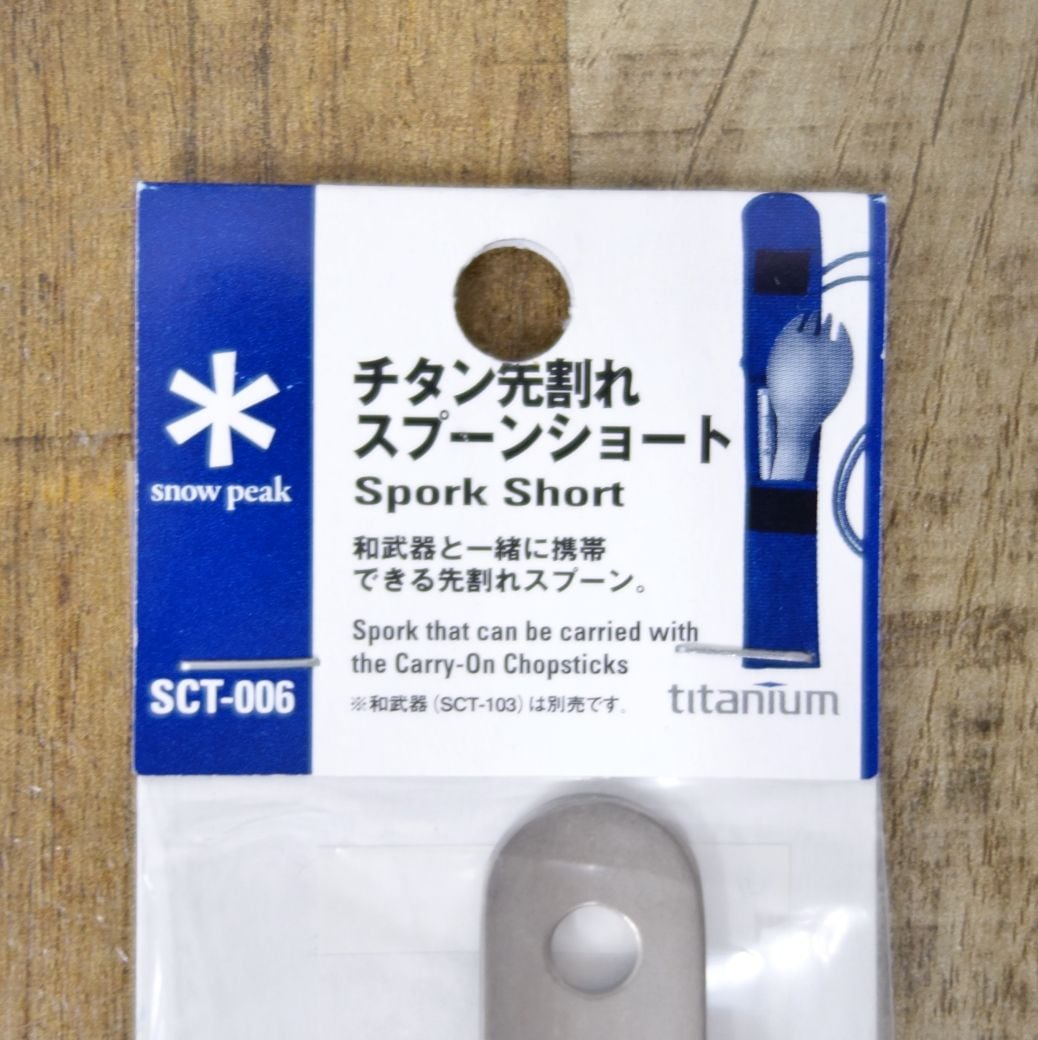 snow peak
SCT-006
チタン先割れ
スプーンショート
Spork Short
和武器と一緒に携帯
できる先割れスプーン。
Spork that can be carried with
the Carry-On Chopsticks
※和武器(SCT-103)は別売です。
titanium